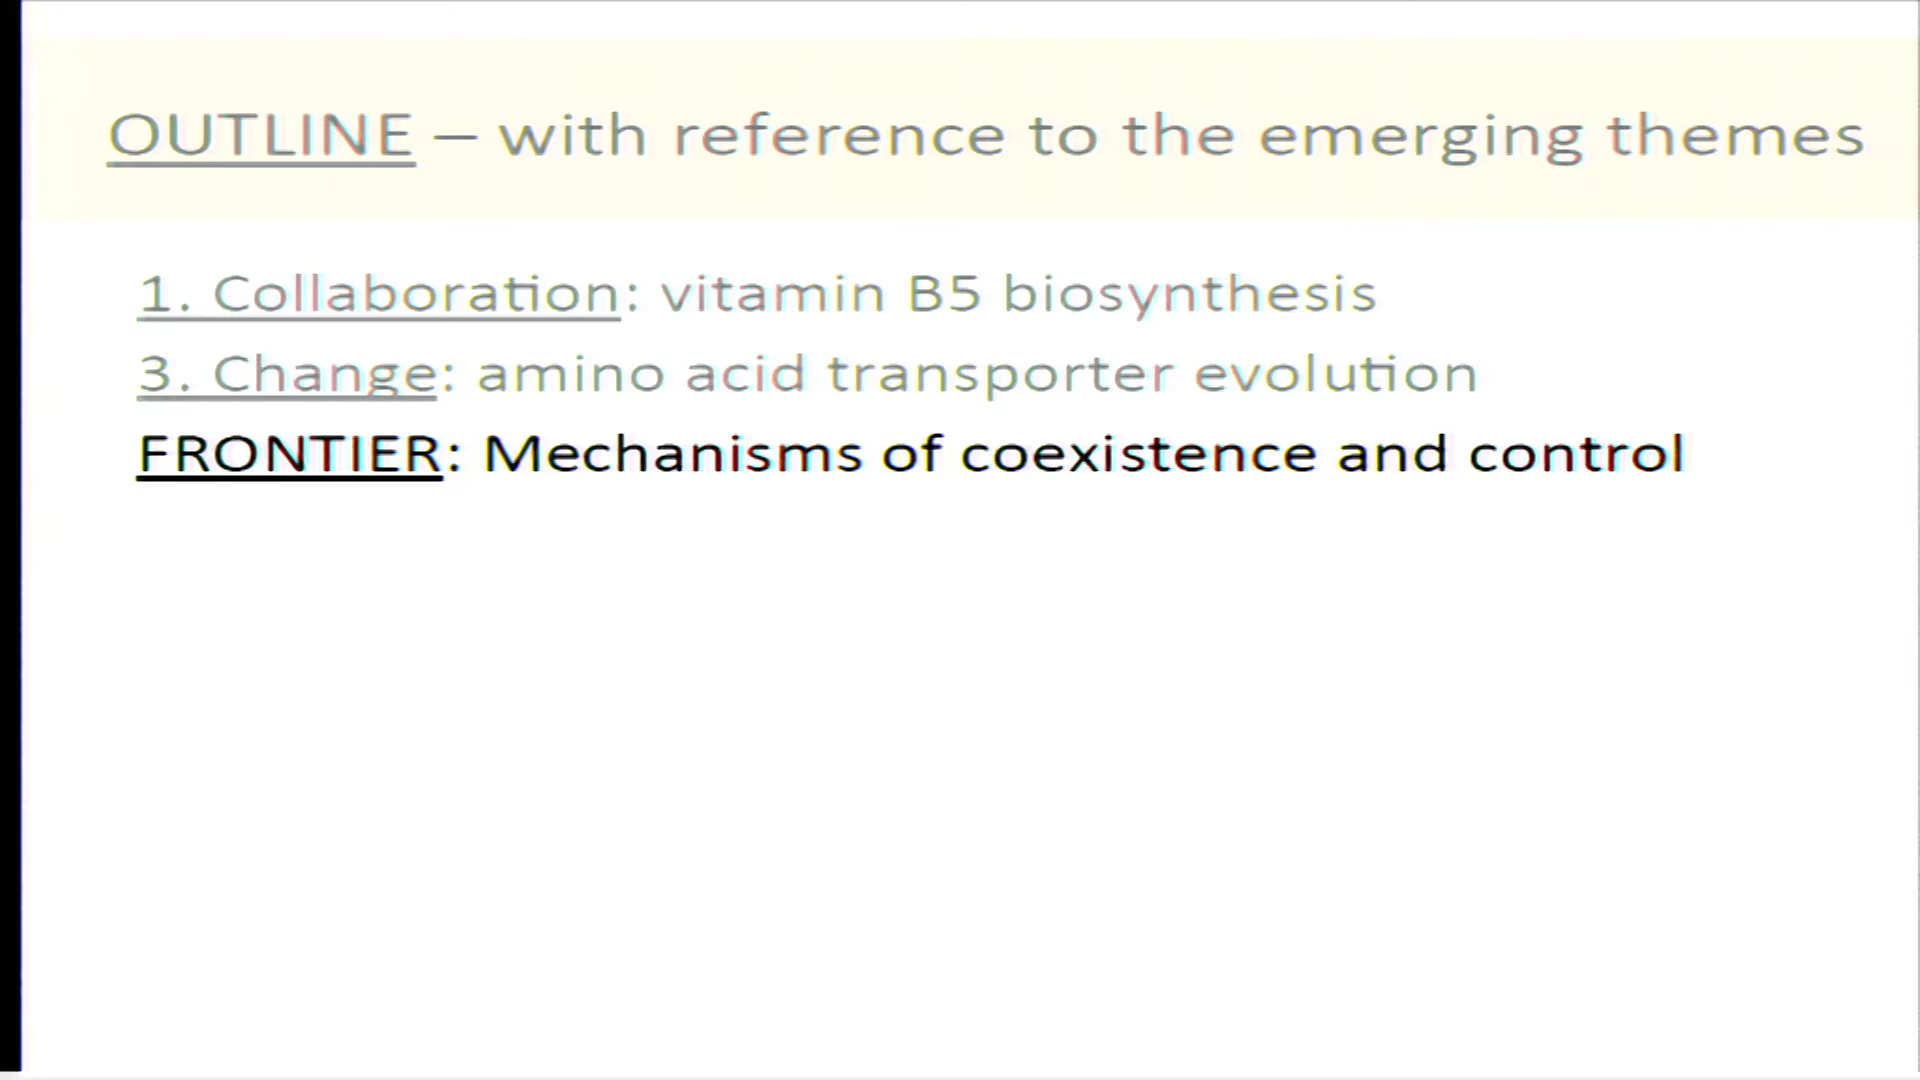 OUTLINE – with reference to the emerging themes
1. Collaboration: vitamin B5 biosynthesis
3. Change: amino acid transporter evolution
FRONTIER: Mechanisms of coexistence and control